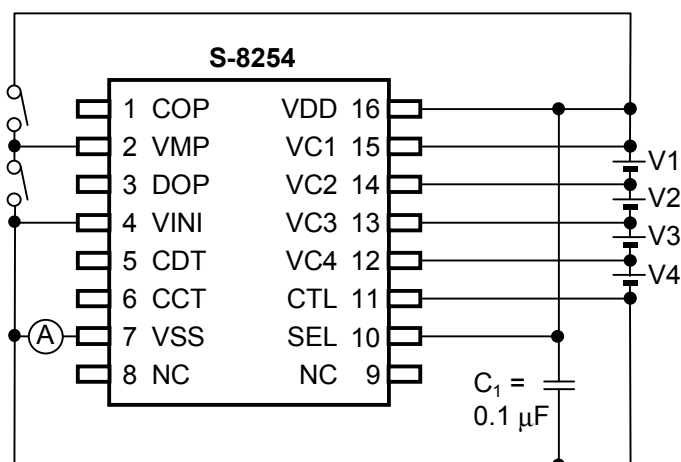 S-8254
1 COP VDD 16
2 VMP VC1 15
3 DOP VC2 14
4 VINI VC3 13
5 CDT VC4 12
6 CCT CTL 11
7 VSS SEL 10
8 NC NC 9
A
V1
V2
V3
V4
C₁ =
0.1 μF